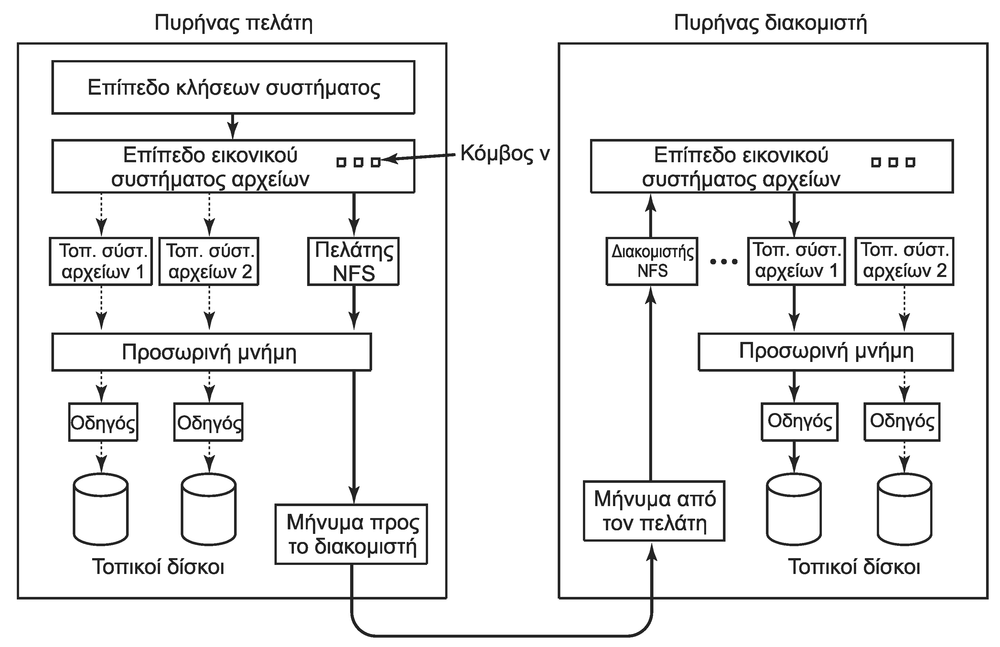 Πυρήνας πελάτη
Επίπεδο κλήσεων συστήματος
Επίπεδο εικονικού
συστήματος αρχείων
Κόμβος v
Τοπ. σύστ.
αρχείων 1
Τοπ. σύστ.
αρχείων 2
Πελάτης
NFS
Προσωρινή μνήμη
Οδηγός
Οδηγός
Τοπικοί δίσκοι
Μήνυμα προς
το διακομιστή
Πυρήνας διακομιστή
Επίπεδο εικονικού
συστήματος αρχείων
Διακομιστής
NFS
Τοπ. σύστ.
αρχείων 1
Τοπ. σύστ.
αρχείων 2
Προσωρινή μνήμη
Οδηγός
Οδηγός
Μήνυμα από
τον πελάτη
Τοπικοί δίσκοι